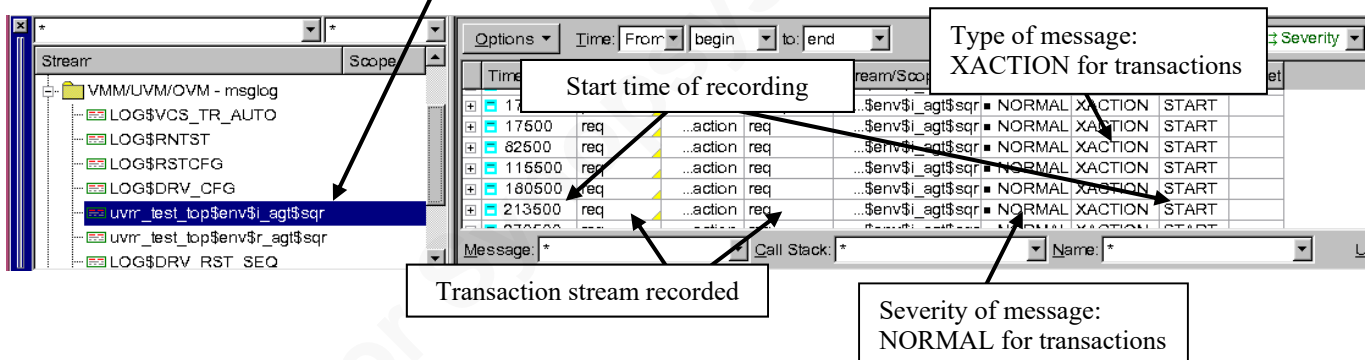 * *
Options Time: From begin to: end
Severity
Type of message:
XACTION for transactions
Stream Scope
Start time of recording
VMM/UVM/OVM - msglog
LOG$VCS_TR_AUTO
17500 req ...action req ...$env$i_agt$sqr NORMAL XACTION START
LOG$RNTST
82500 req ...action req ...$env$i_agt$sqr NORMAL XACTION START
LOG$RSTCFG
115500 req ...action req ...$env$i_agt$sqr NORMAL XACTION START
LOG$DRV_CFG
180500 req ...action req ...$env$i_agt$sqr NORMAL XACTION START
uvm_test_top$env$i_agt$sqr
213500 req ...action req ...$env$i_agt$sqr NORMAL XACTION START
uvm_test_top$env$r_agt$sqr
LOG$DRV_RST_SEQ
Message: * Call Stack: * Name: *
Transaction stream recorded
Severity of message:
NORMAL for transactions